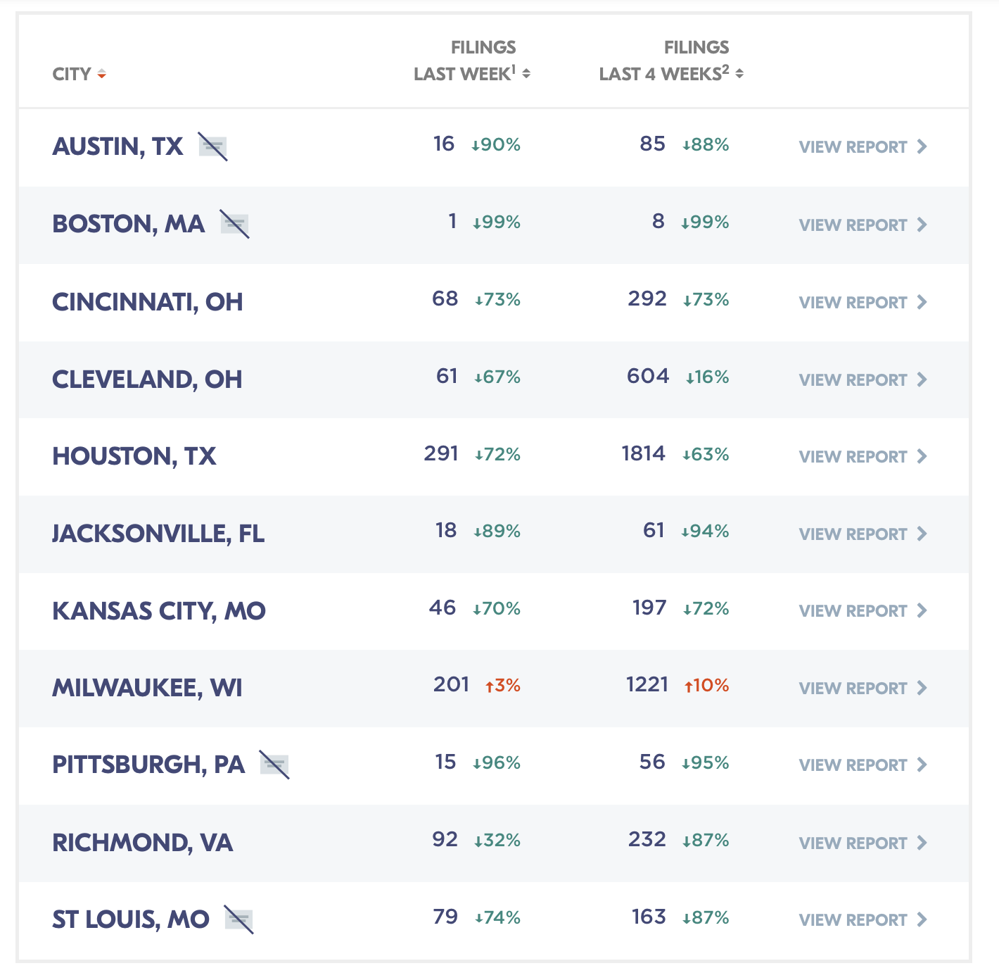 CITY FILINGS LAST WEEK¹ FILINGS LAST 4 WEEKS²
AUSTIN, TX 16 ↓90% 85 ↓88% VIEW REPORT
BOSTON, MA 1 ↓99% 8 ↓99% VIEW REPORT
CINCINNATI, OH 68 ↓73% 292 ↓73% VIEW REPORT
CLEVELAND, OH 61 ↓67% 604 ↓16% VIEW REPORT
HOUSTON, TX 291 ↓72% 1814 ↓63% VIEW REPORT
JACKSONVILLE, FL 18 ↓89% 61 ↓94% VIEW REPORT
KANSAS CITY, MO 46 ↓70% 197 ↓72% VIEW REPORT
MILWAUKEE, WI 201 ↑3% 1221 ↑10% VIEW REPORT
PITTSBURGH, PA 15 ↓96% 56 ↓95% VIEW REPORT
RICHMOND, VA 92 ↓32% 232 ↓87% VIEW REPORT
ST LOUIS, MO 79 ↓74% 163 ↓87% VIEW REPORT